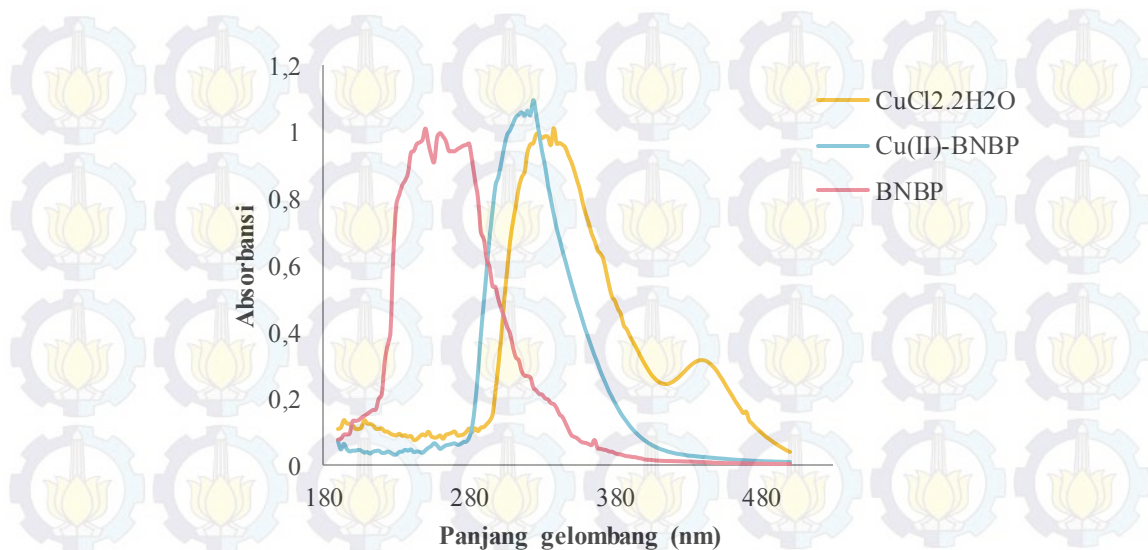 1,2
1
0,8
0,6
0,4
0,2
0
Absorbansi
180
280
380
480
Panjang gelombang (nm)
CuCl2.2H2O
Cu(II)-BNBP
BNBP